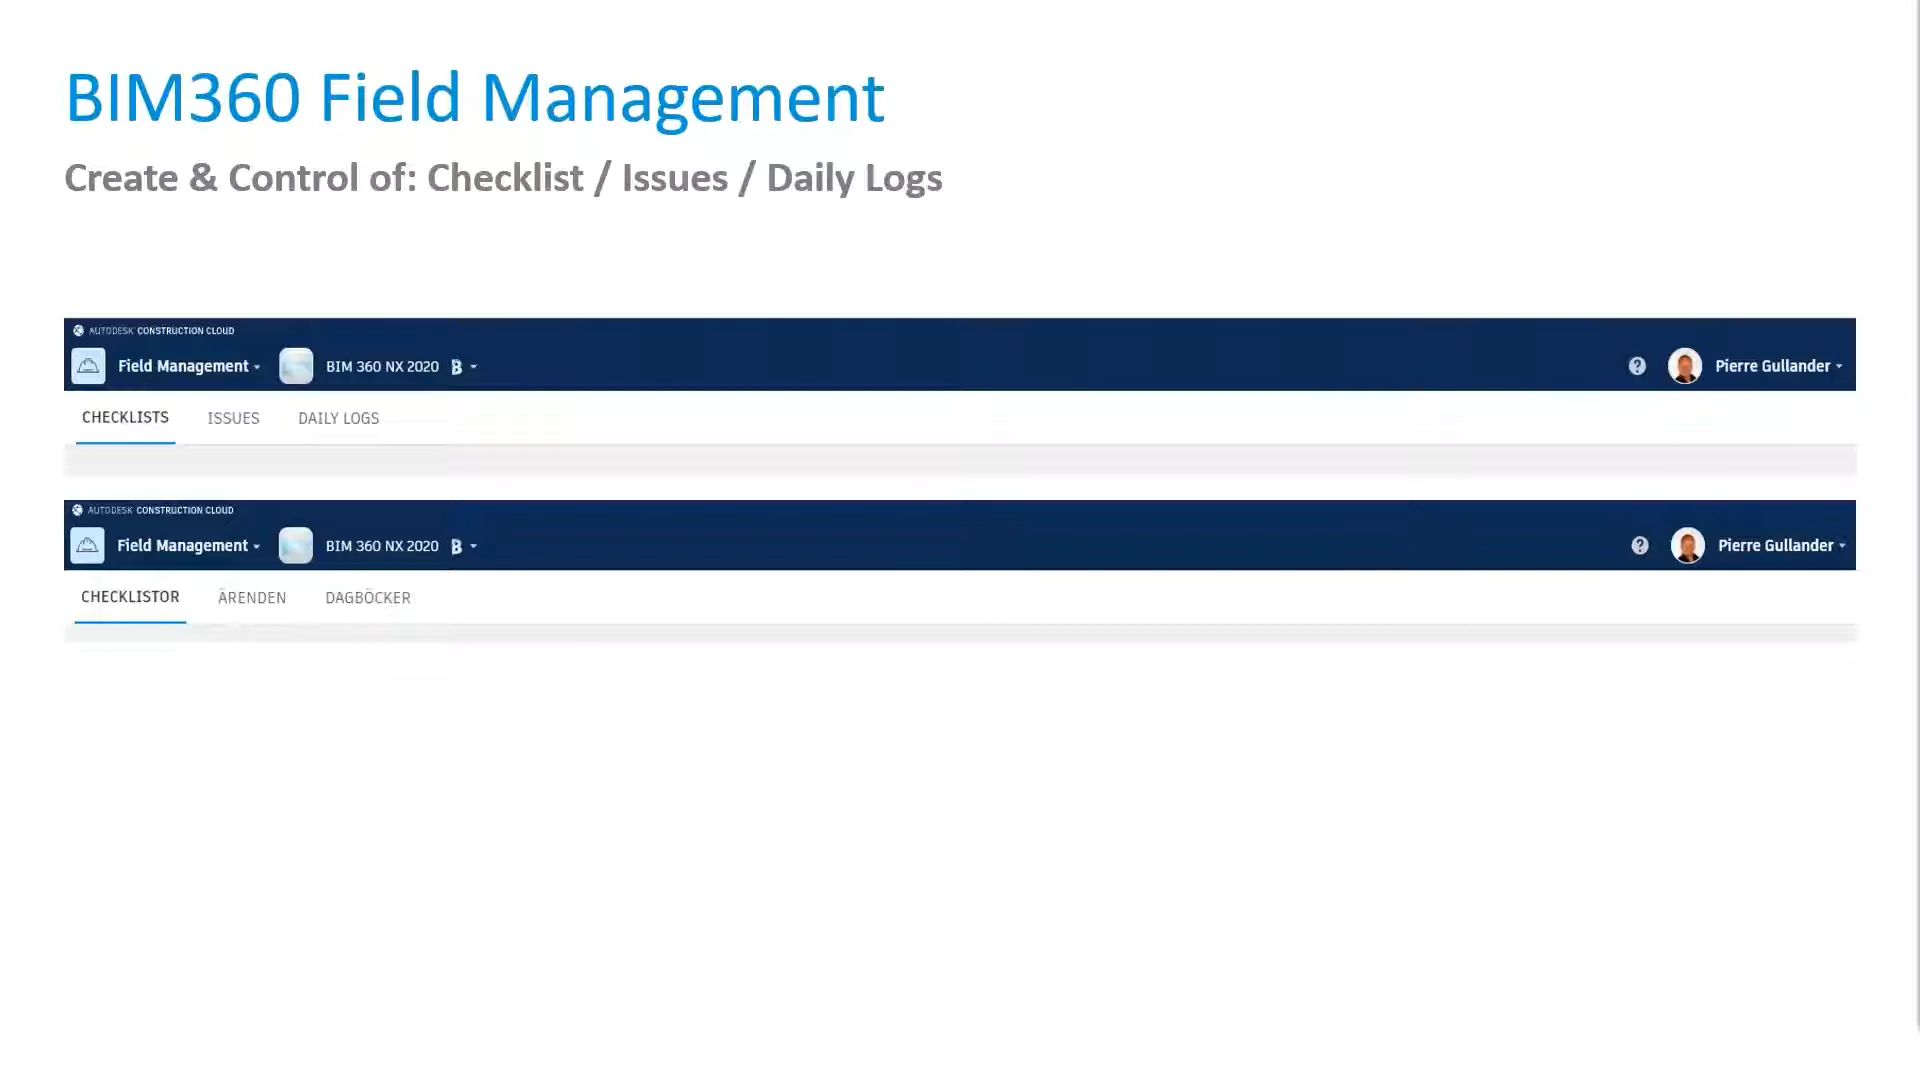 BIM360 Field Management
Create & Control of: Checklist / Issues / Daily Logs
AUTODESK CONSTRUCTION CLOUD
Field Management BIM 360 NX 2020 B ? Pierre Gullander
CHECKLISTS ISSUES DAILY LOGS
AUTODESK CONSTRUCTION CLOUD
Field Management BIM 360 NX 2020 B ? Pierre Gullander
CHECKLISTOR ÄRENDEN DAGBÖCKER